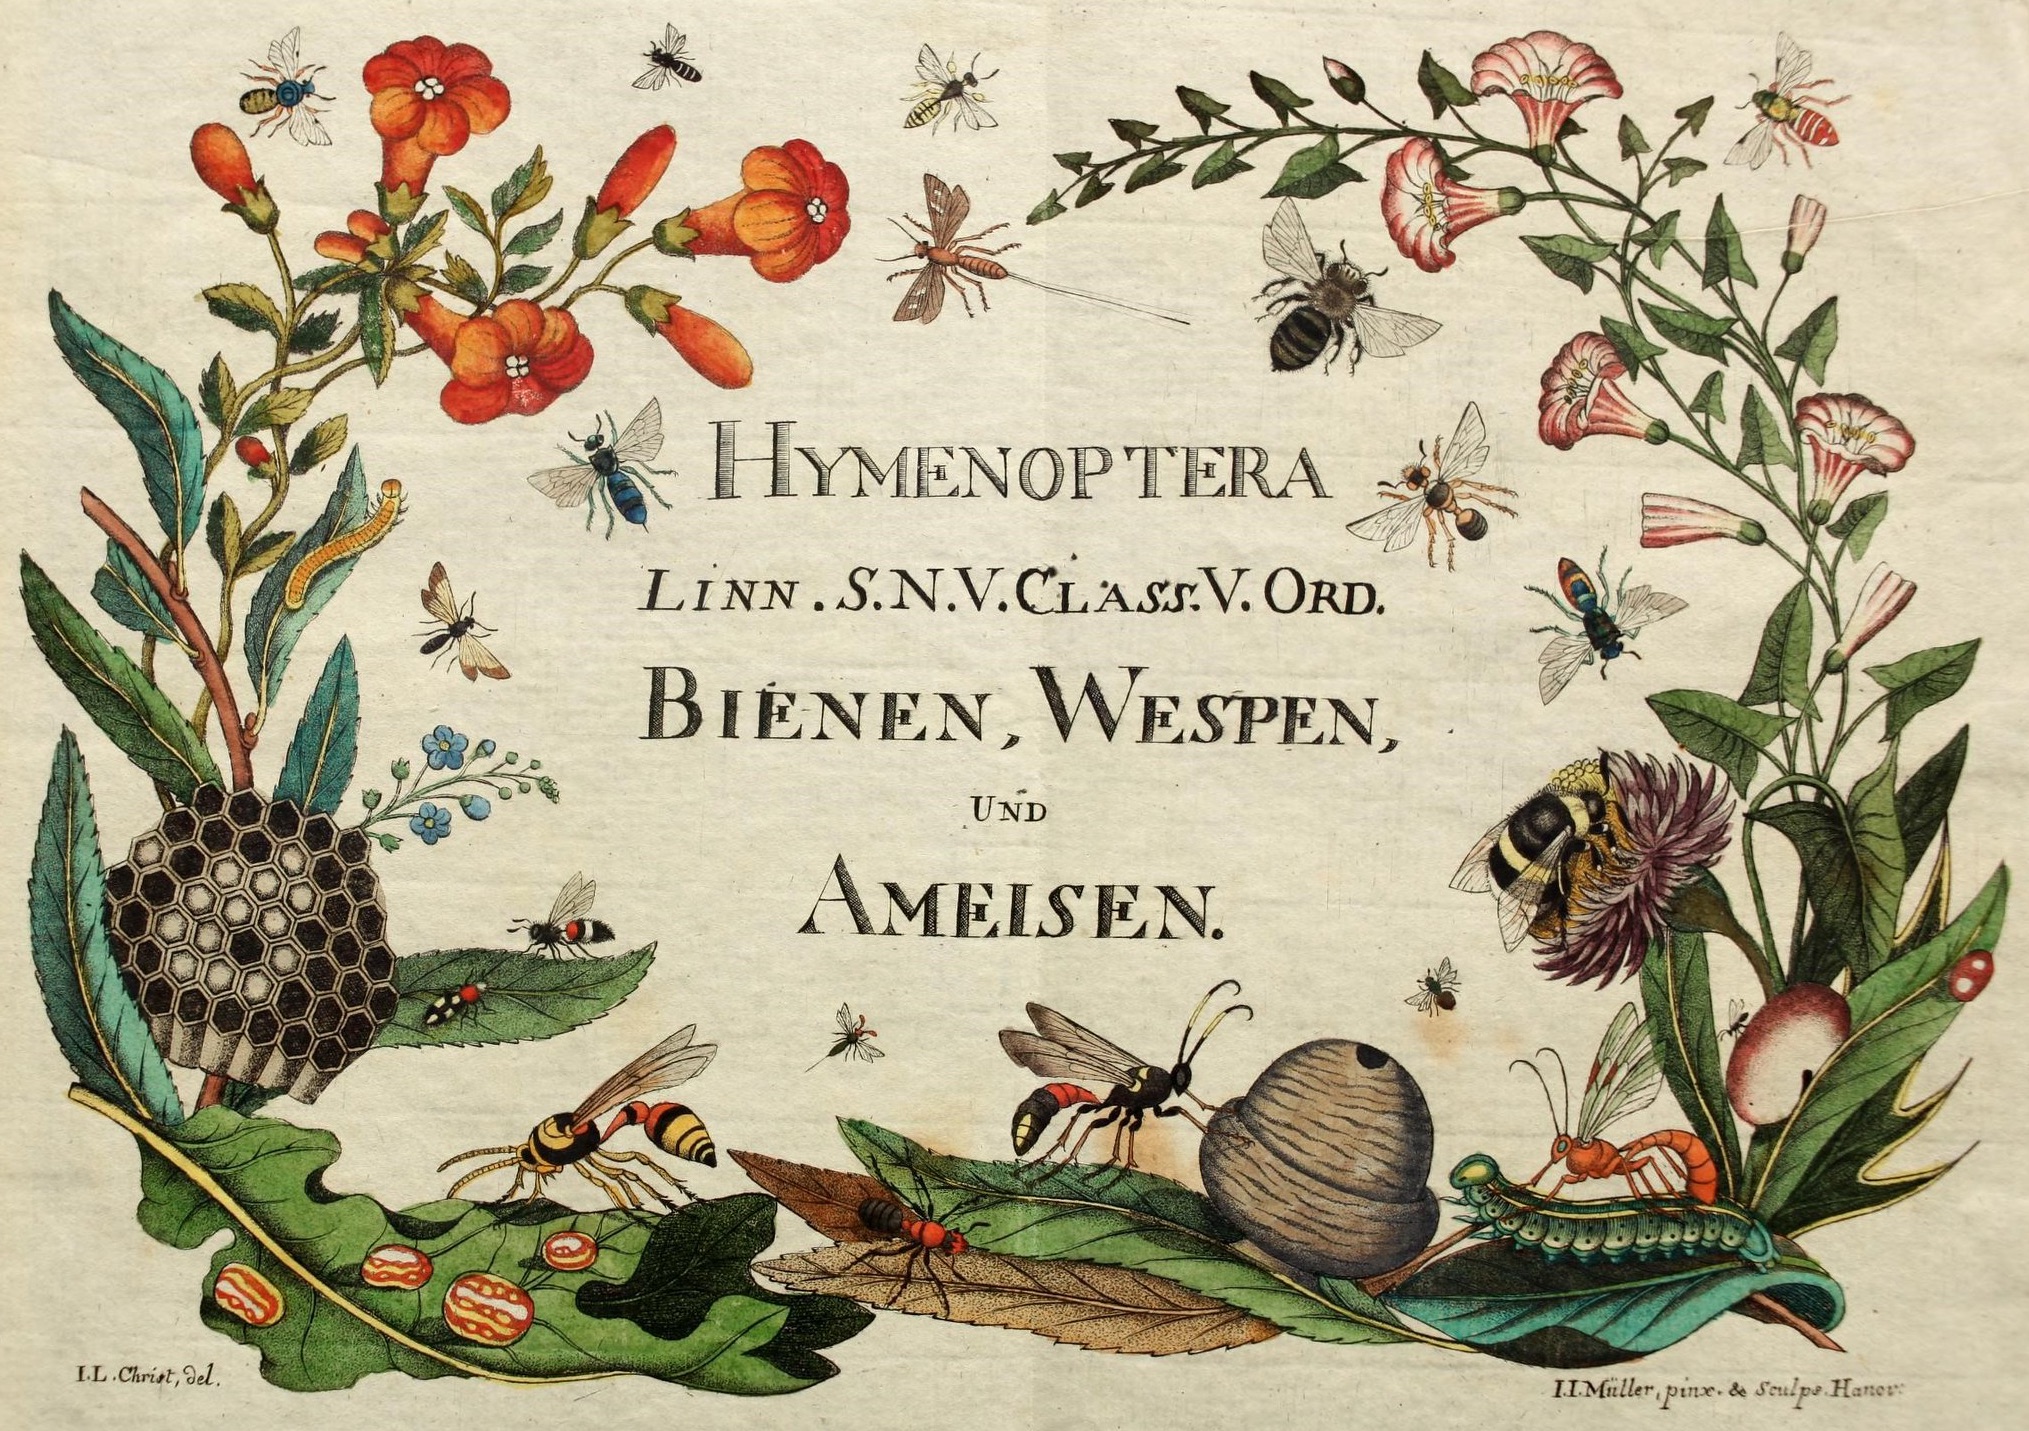 HYMENOPTERA
LINN. S. N. V. CLASS. V. ORD.
BIENEN, WESPEN,
UND
AMEISEN.
I. L. Christ, del.
I. I. Müller, pinx. & Sculps. Hanov: